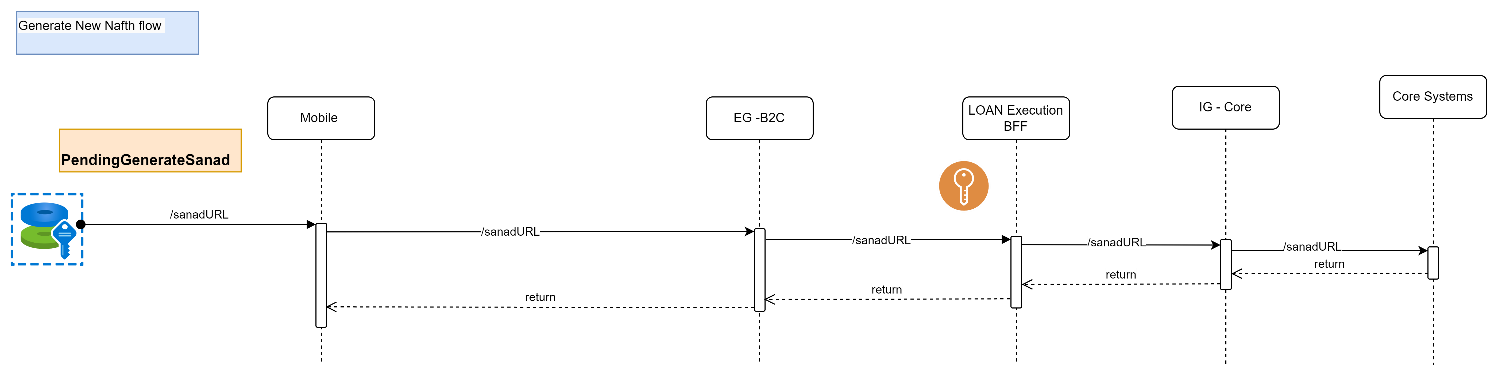 Generate New Nafth flow
Mobile
EG -B2C
LOAN Execution
BFF
IG - Core
Core Systems
PendingGenerateSanad
/sanadURL
/sanadURL
/sanadURL
/sanadURL
/sanadURL
return
return
return
return